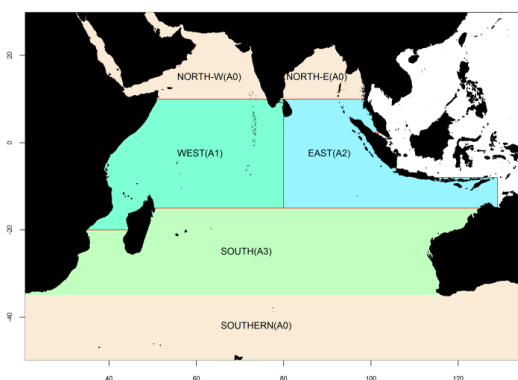 NORTH-W(A0) NORTH-E(A0)
WEST(A1) EAST(A2)
SOUTH(A3)
SOUTHERN(A0)
20
0
-20
-40
40 60 80 100 120